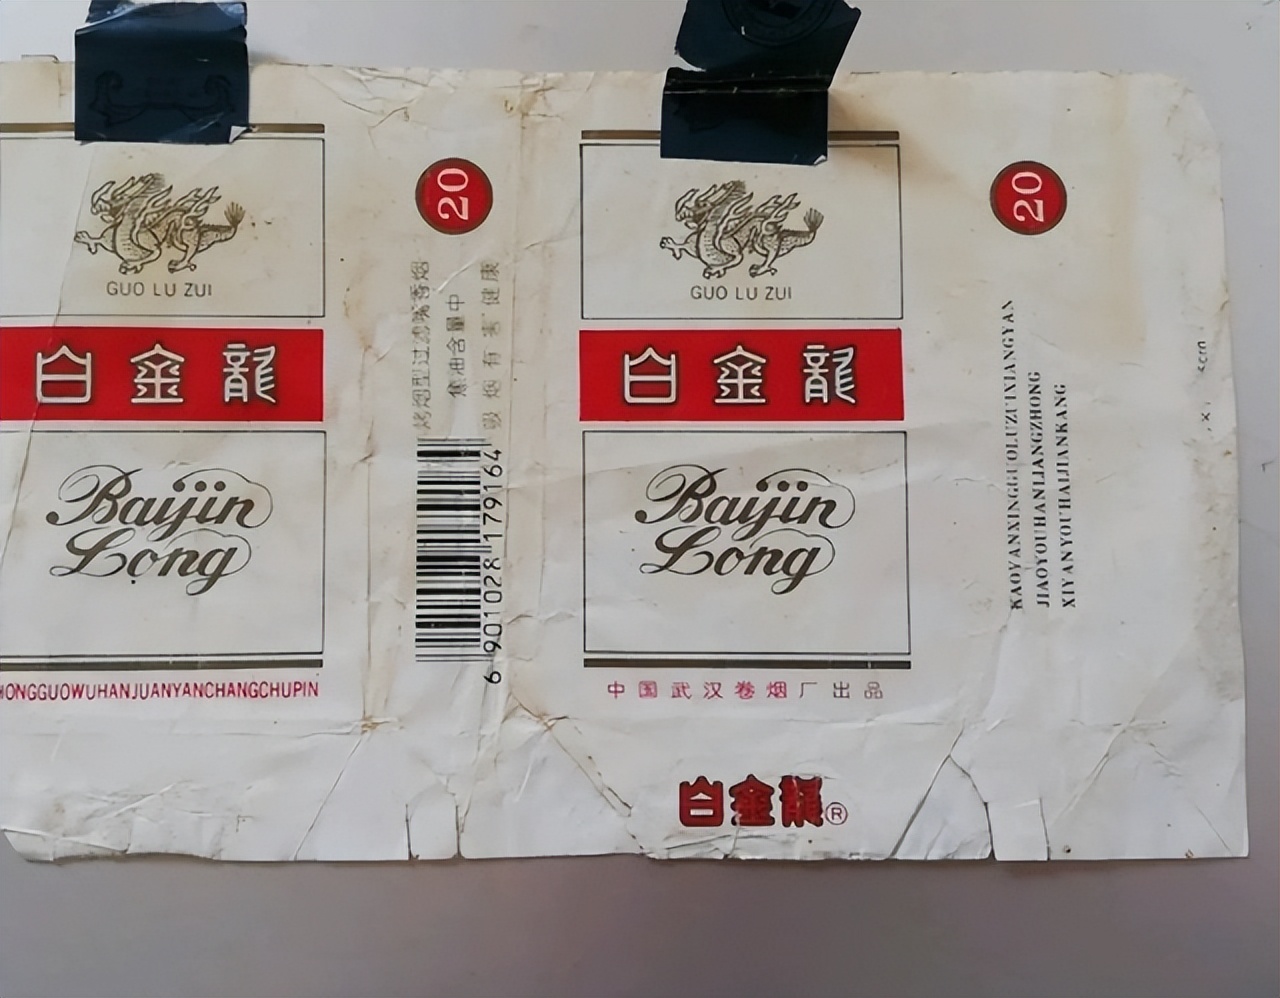 GUO LU ZUI
白金龍
Baijin
Long
HONGGUOWUHANJUANYANCHANGCHUPIN
20
烤烟型过滤嘴香烟
焦油含量中
吸烟有害健康
6 901028 179164
GUO LU ZUI
白金龍
Baijin
Long
中国武汉卷烟厂出品
白金龍®
20
KAOYANXINGGUOLUZUIXIANGYAN
JIAOYOUHANLIANGZHONG
XIYANYOUHAIJIANKANG